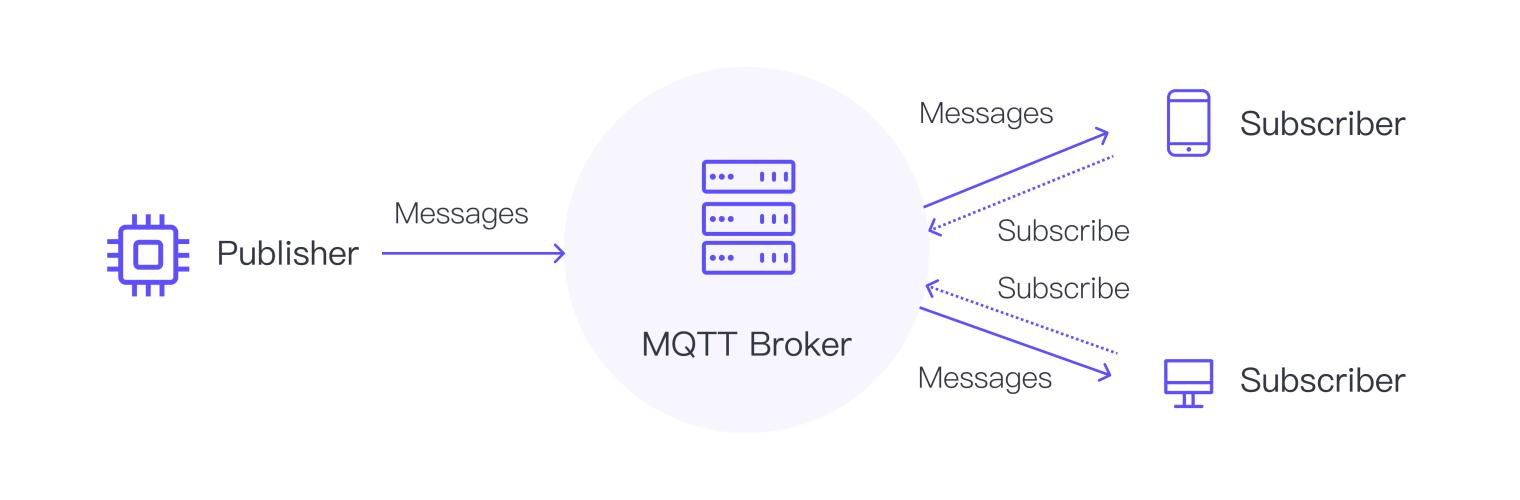 Messages
Subscriber
Messages
Publisher
Subscribe
Subscribe
MQTT Broker
Messages
Subscriber